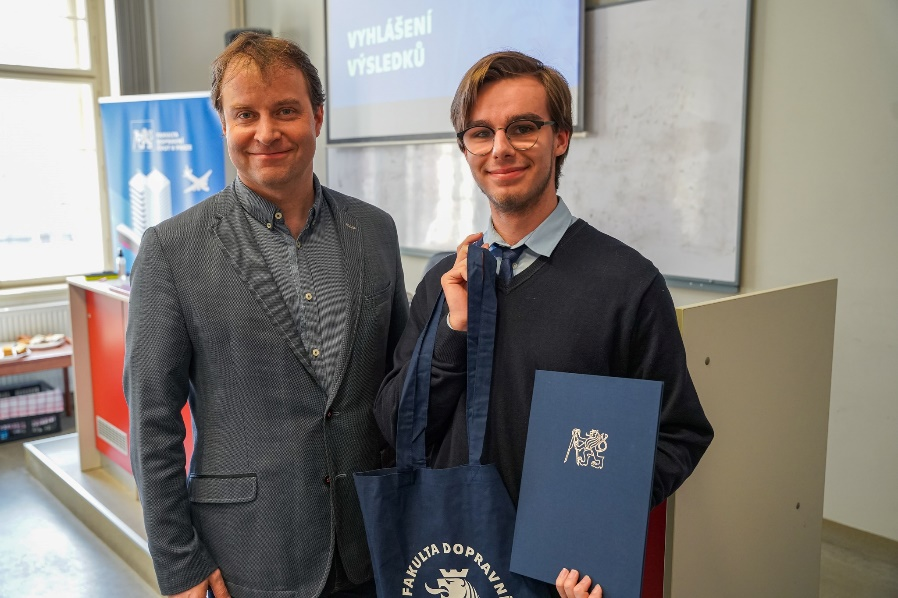 VYHLÁŠENÍ
VÝSLEDKŮ
FAKULTA DOPRAVNÍ